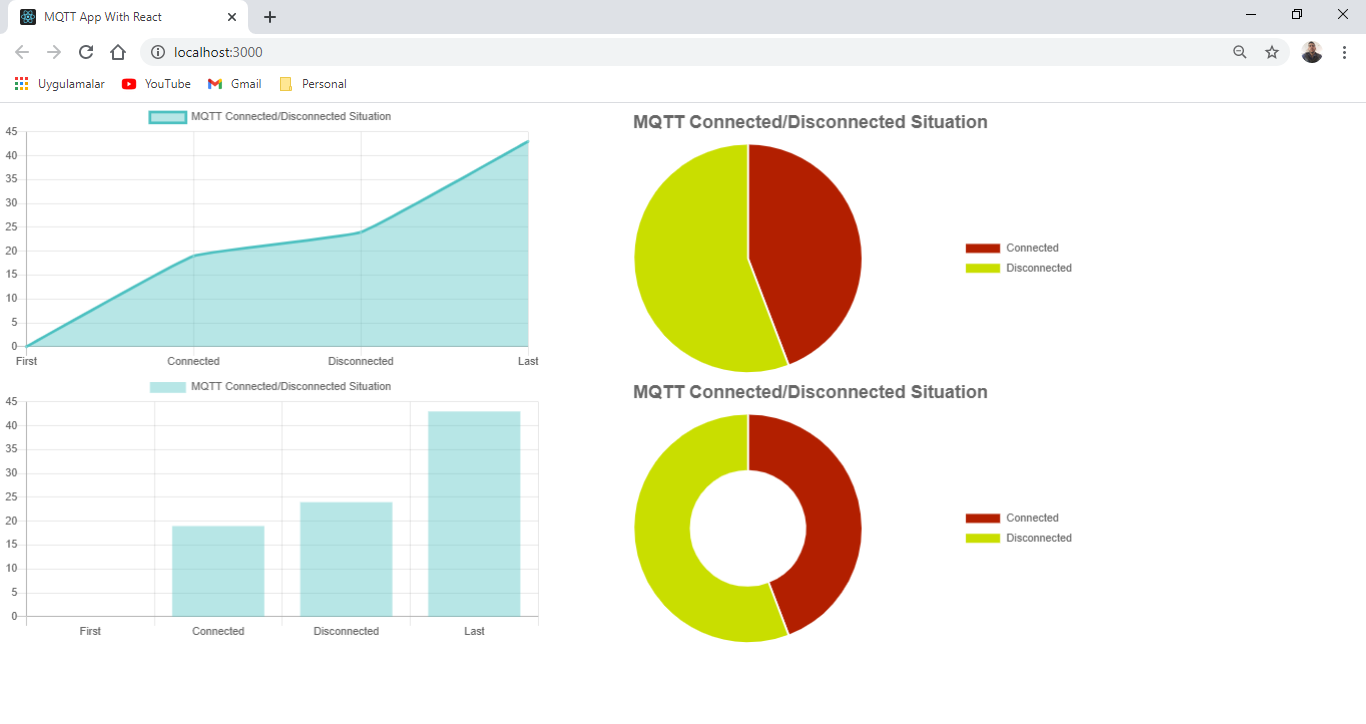 MQTT App With React
localhost:3000
Uygulamalar YouTube Gmail Personal
MQTT Connected/Disconnected Situation
45
40
35
30
25
20
15
10
5
0
First Connected Disconnected Last
MQTT Connected/Disconnected Situation
Connected
Disconnected
MQTT Connected/Disconnected Situation
45
40
35
30
25
20
15
10
5
0
First Connected Disconnected Last
MQTT Connected/Disconnected Situation
Connected
Disconnected